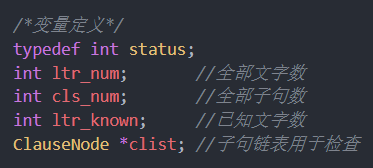 /*变量定义*/
typedef int status;
int ltr_num;       //全部文字数
int cls_num;       //全部子句数
int ltr_known;     //已知文字数
ClauseNode *clist; //子句链表用于检查